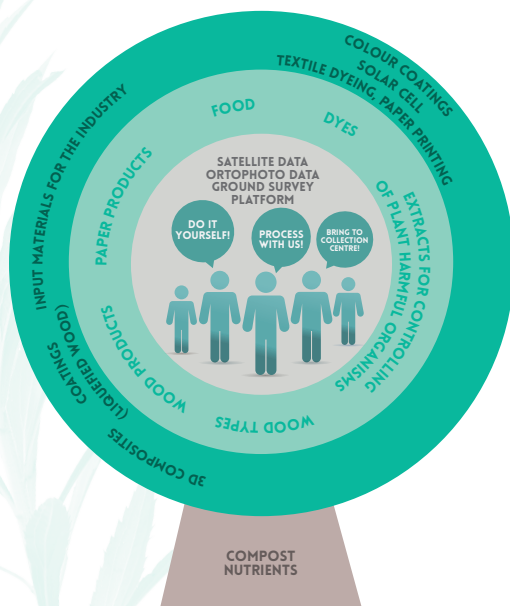 COLOUR COATINGS
SOLAR CELL
TEXTILE DYEING, PAPER PRINTING
INPUT MATERIALS FOR THE INDUSTRY
COATINGS
(LIQUEFIED WOOD)
3D COMPOSITES
FOOD
DYES
PAPER PRODUCTS
EXTRACTS FOR CONTROLLING
OF PLANT HARMFUL ORGANISMS
WOOD PRODUCTS
WOOD TYPES
SATELLITE DATA
ORTOPHOTO DATA
GROUND SURVEY
PLATFORM
DO IT
YOURSELF!
PROCESS
WITH US!
BRING TO
COLLECTION
CENTRE!
COMPOST
NUTRIENTS